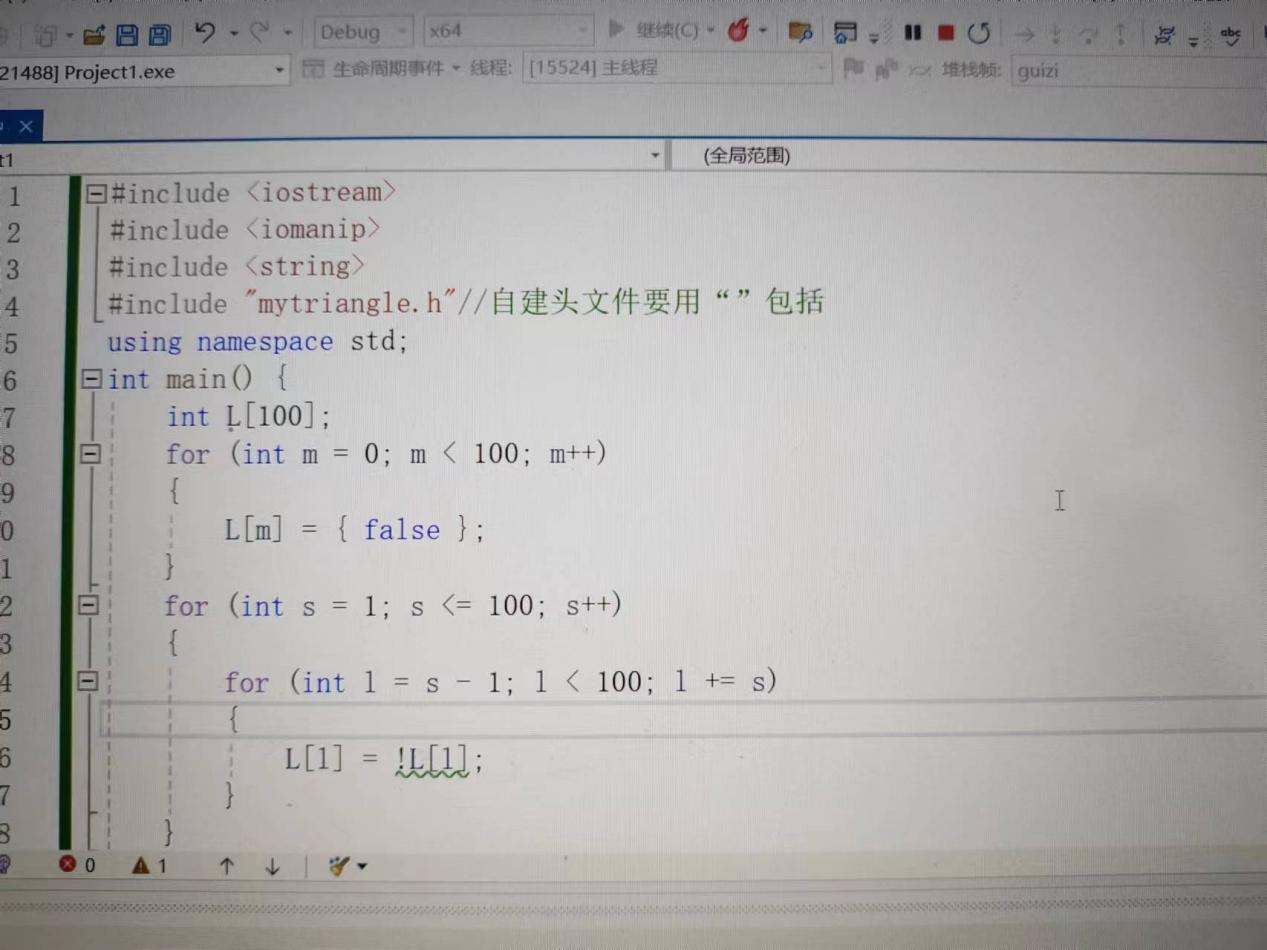 Debug x64 继续(C)
21488] Project1.exe 生命周期事件 线程: [15524] 主线程 堆栈帧: guizi
t1 (全局范围)
1 #include <iostream>
2 #include <iomanip>
3 #include <string>
4 #include "mytriangle.h"//自建头文件要用“”包括
5 using namespace std;
6 int main() {
7 int L[100];
8 for (int m = 0; m < 100; m++)
9 {
0 L[m] = { false };
1 }
2 for (int s = 1; s <= 100; s++)
3 {
4 for (int l = s - 1; l < 100; l += s)
5 {
6 L[l] = !L[l];
7 }
8 }
0 1